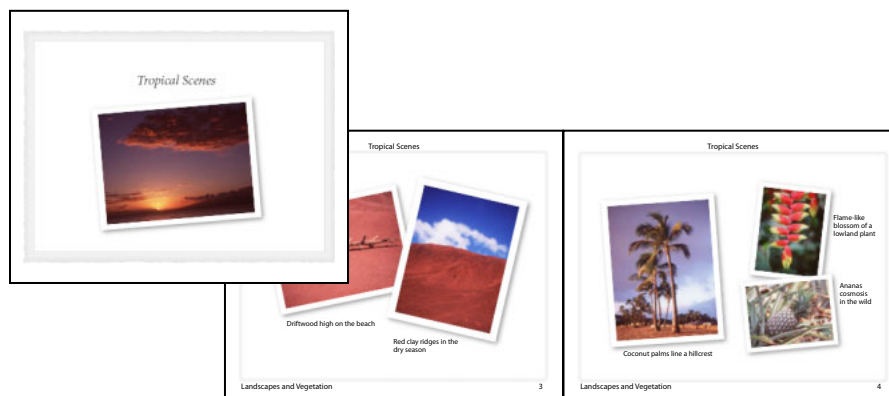 Tropical Scenes
Tropical Scenes
Driftwood high on the beach
Red clay ridges in the
dry season
Landscapes and Vegetation
3
Tropical Scenes
Flame-like
blossom of a
lowland plant
Ananas
cosmosis
in the wild
Coconut palms line a hillcrest
Landscapes and Vegetation
4